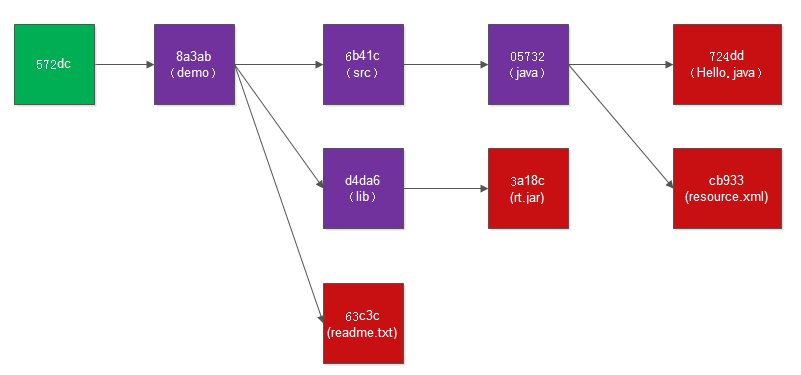 572dc
8a3ab
（demo）
6b41c
（src）
05732
（java）
724dd
（Hello. java）
d4da6
（lib）
3a18c
(rt.jar)
cb933
(resource.xml)
63c3c
(readme.txt)